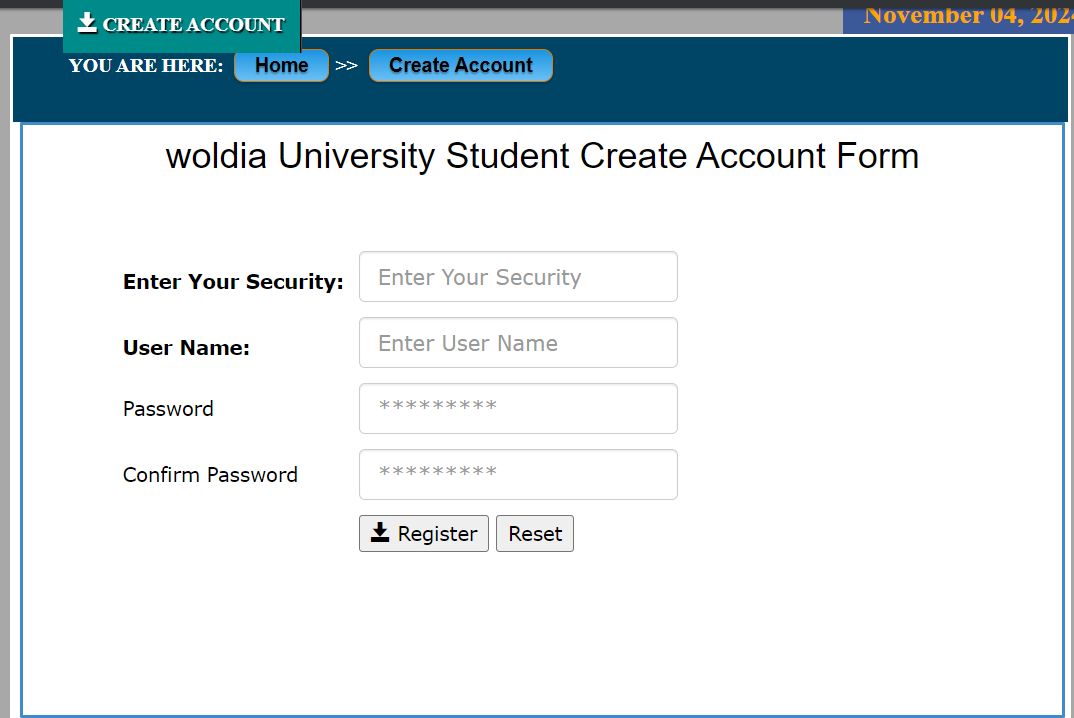 CREATE ACCOUNT
November 04, 202
YOU ARE HERE: Home >> Create Account
woldia University Student Create Account Form
Enter Your Security: Enter Your Security
User Name: Enter User Name
Password *********
Confirm Password *********
Register Reset